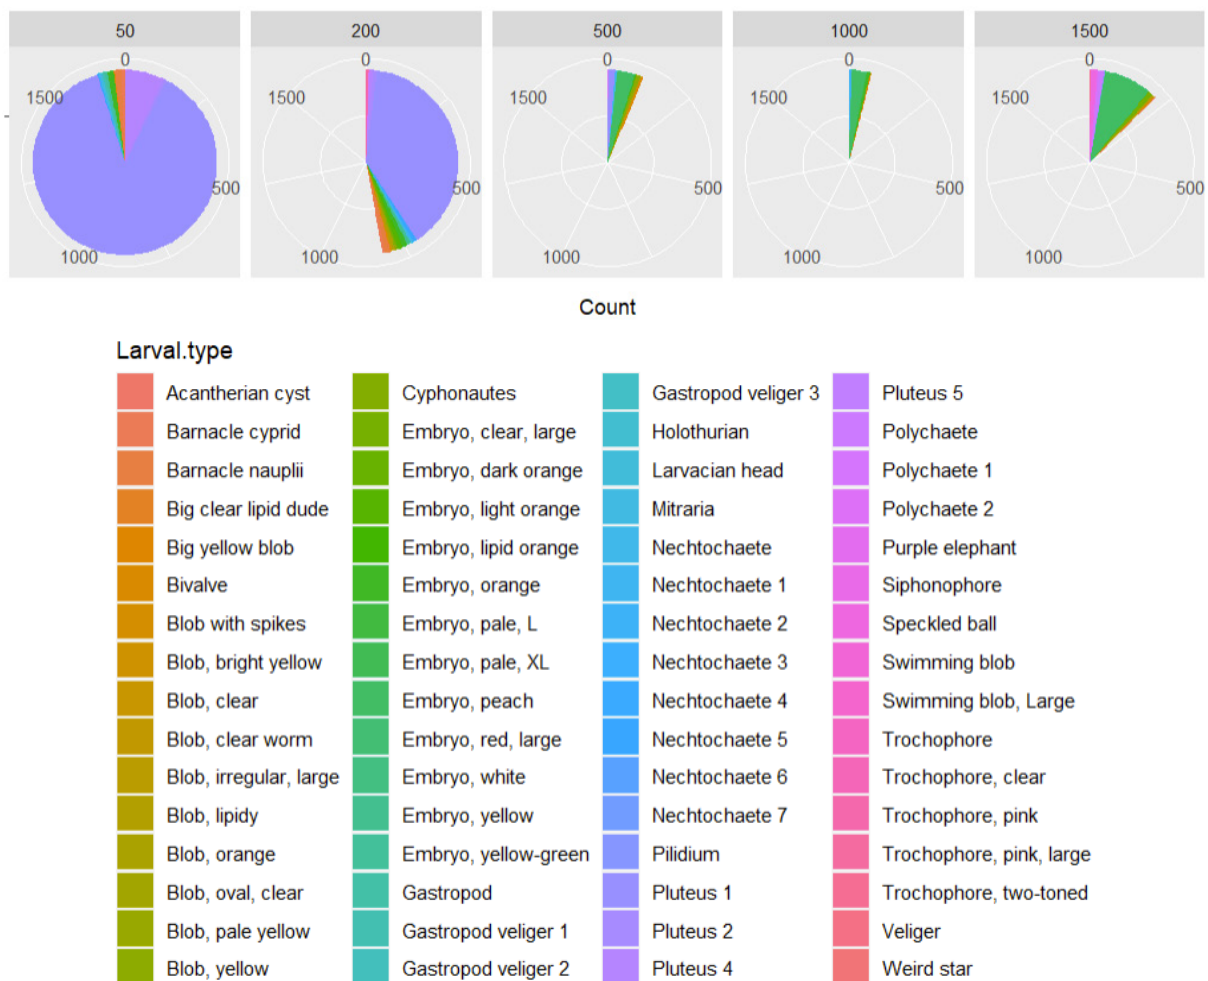 50 200 500 1000 1500
0 0 0 0 0
1500 1500 1500 1500 1500
500 500 500 500 500
1000 1000 1000 1000 1000
Count
Larval.type
Acantherian cyst Cyphonautes Gastropod veliger 3 Pluteus 5
Barnacle cyprid Embryo, clear, large Holothurian Polychaete
Barnacle nauplii Embryo, dark orange Larvacian head Polychaete 1
Big clear lipid dude Embryo, light orange Mitraria Polychaete 2
Big yellow blob Embryo, lipid orange Nechtochaete Purple elephant
Bivalve Embryo, orange Nechtochaete 1 Siphonophore
Blob with spikes Embryo, pale, L Nechtochaete 2 Speckled ball
Blob, bright yellow Embryo, pale, XL Nechtochaete 3 Swimming blob
Blob, clear Embryo, peach Nechtochaete 4 Swimming blob, Large
Blob, clear worm Embryo, red, large Nechtochaete 5 Trochophore
Blob, irregular, large Embryo, white Nechtochaete 6 Trochophore, clear
Blob, lipidy Embryo, yellow Nechtochaete 7 Trochophore, pink
Blob, orange Embryo, yellow-green Pilidium Trochophore, pink, large
Blob, oval, clear Gastropod Pluteus 1 Trochophore, two-toned
Blob, pale yellow Gastropod veliger 1 Pluteus 2 Veliger
Blob, yellow Gastropod veliger 2 Pluteus 4 Weird star